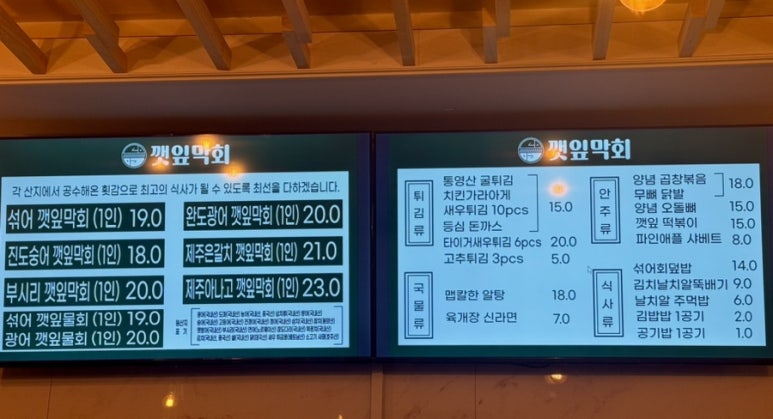 깻잎막회
각 산지에서 공수해온 횟감으로 최고의 식사가 될 수 있도록 최선을 다하겠습니다.
섞어 깻잎막회 (1인) 19.0
완도광어 깻잎막회 (1인) 20.0
진도숭어 깻잎막회 (1인) 18.0
제주은갈치 깻잎막회 (1인) 21.0
부시리 깻잎막회 (1인) 20.0
제주아나고 깻잎막회 (1인) 23.0
섞어 깻잎물회 (1인) 19.0
광어 깻잎물회 (1인) 20.0
깻잎막회
튀김류
통영산 굴튀김
치킨가라아게
새우튀김 10pcs
등심 돈까스
15.0
타이거새우튀김 6pcs 20.0
고추튀김 3pcs 5.0
국물류
맵칼한 알탕 18.0
육개장 신라면 7.0
안주류
양념 곱창볶음
무뼈 닭발
18.0
양념 오돌뼈 15.0
깻잎 떡볶이 15.0
파인애플 샤베트 8.0
식사류
섞어회덮밥 14.0
김치날치알뚝배기 9.0
날치알 주먹밥 6.0
김밥밥 1공기 2.0
공기밥 1공기 1.0